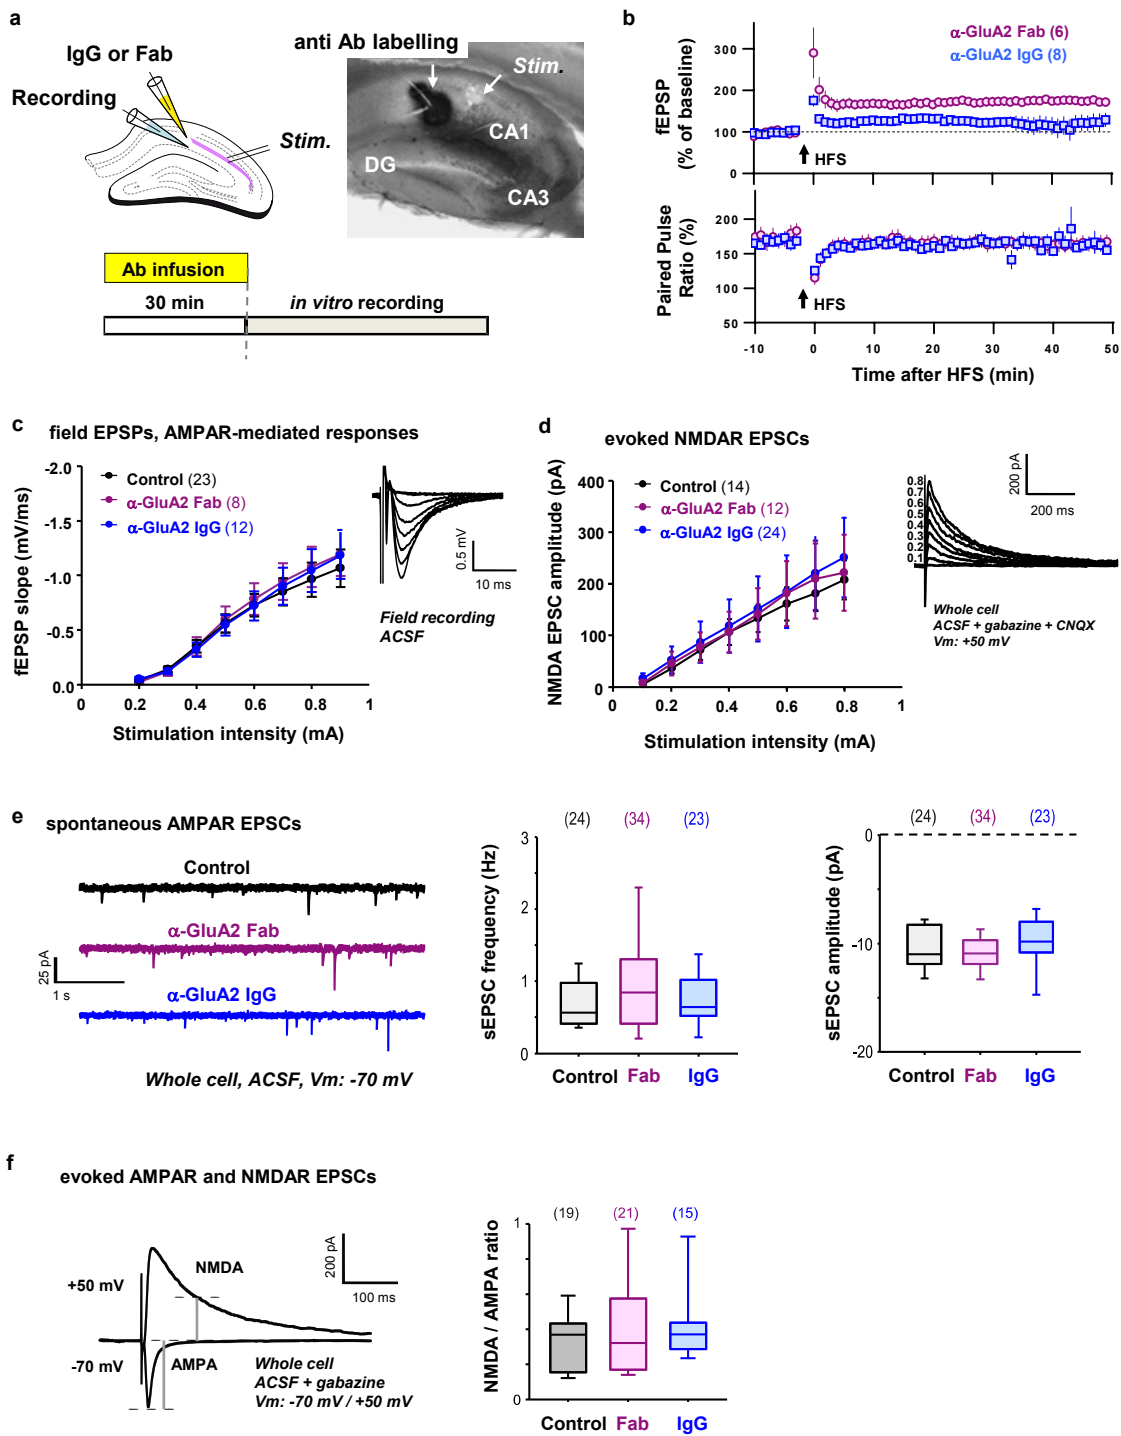 a
IgG or Fab
Recording
Stim.
anti Ab labelling
Stim.
CA1
DG
CA3
Ab infusion
30 min
in vitro recording
b
α-GluA2 Fab (6)
α-GluA2 IgG (8)
fEPSP
(% of baseline)
300
200
100
0
HFS
Paired Pulse
Ratio (%)
200
150
100
50
HFS
-10 0 10 20 30 40 50
Time after HFS (min)
c
field EPSPs, AMPAR-mediated responses
fEPSP slope (mV/ms)
-2.0
-1.5
-1.0
-0.5
0.0
Control (23)
α-GluA2 Fab (8)
α-GluA2 IgG (12)
0 0.2 0.4 0.6 0.8 1
Stimulation intensity (mA)
0.5 mV
10 ms
Field recording
ACSF
d
evoked NMDAR EPSCs
NMDA EPSC amplitude (pA)
400
300
200
100
0
Control (14)
α-GluA2 Fab (12)
α-GluA2 IgG (24)
0 0.2 0.4 0.6 0.8 1
Stimulation intensity (mA)
200 pA
200 ms
0.8
0.7
0.6
0.5
0.4
0.3
0.2
0.1
Whole cell
ACSF + gabazine + CNQX
Vm: +50 mV
e
spontaneous AMPAR EPSCs
Control
α-GluA2 Fab
α-GluA2 IgG
25 pA
1 s
Whole cell, ACSF, Vm: -70 mV
sEPSC frequency (Hz)
(24) (34) (23)
3
2
1
0
Control Fab IgG
sEPSC amplitude (pA)
(24) (34) (23)
0
-10
-20
Control Fab IgG
f
evoked AMPAR and NMDAR EPSCs
+50 mV
NMDA
-70 mV
AMPA
200 pA
100 ms
Whole cell
ACSF + gabazine
Vm: -70 mV / +50 mV
NMDA / AMPA ratio
(19) (21) (15)
1
0
Control Fab IgG